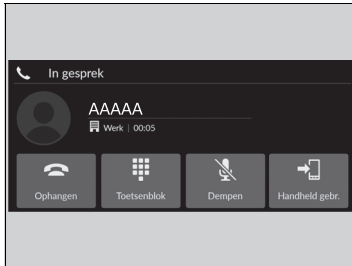 In gesprek
AAAAA
Werk | 00:05
Ophangen
Toetsenblok
Dempen
Handheld gebr.